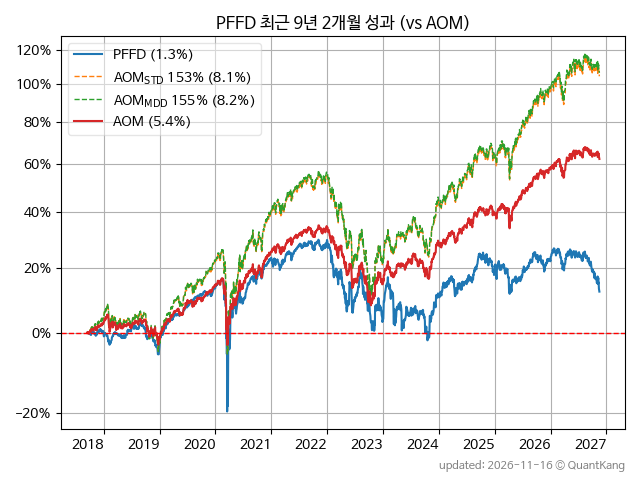 PFFD 최근 9년 2개월 성과 (vs AOM)
PFFD (1.3%)
AOM_STD 153% (8.1%)
AOM_MDD 155% (8.2%)
AOM (5.4%)
120%
100%
80%
60%
40%
20%
0%
−20%
2018 2019 2020 2021 2022 2023 2024 2025 2026 2027
updated: 2026-11-16 © QuantKang